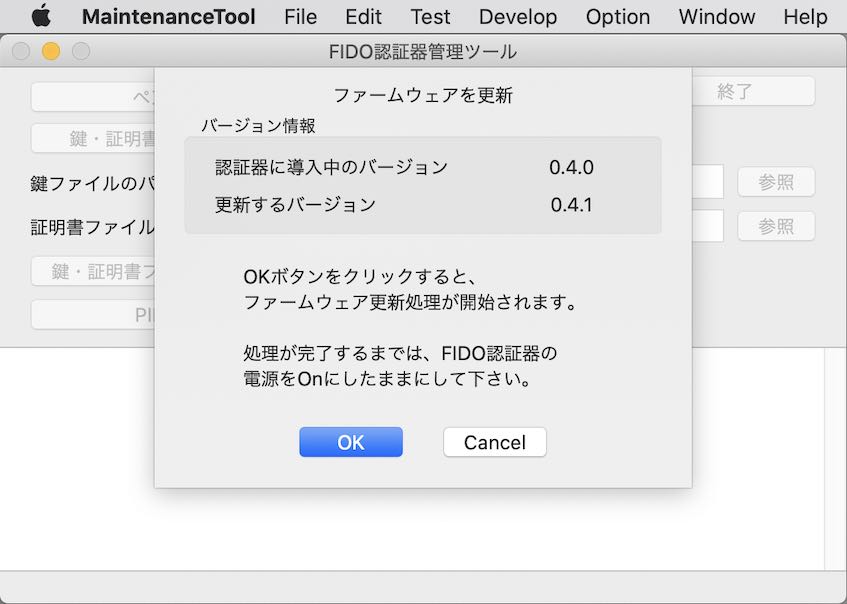 MaintenanceTool File Edit Test Develop Option Window Help
FIDO認証器管理ツール
ファームウェアを更新
バージョン情報
認証器に導入中のバージョン 0.4.0
更新するバージョン 0.4.1
OKボタンをクリックすると、
ファームウェア更新処理が開始されます。
処理が完了するまでは、FIDO認証器の
電源をOnにしたままにして下さい。
OK Cancel
ペ
終了
鍵・証明書
鍵ファイルのパ
参照
証明書ファイル
参照
鍵・証明書フ
PI